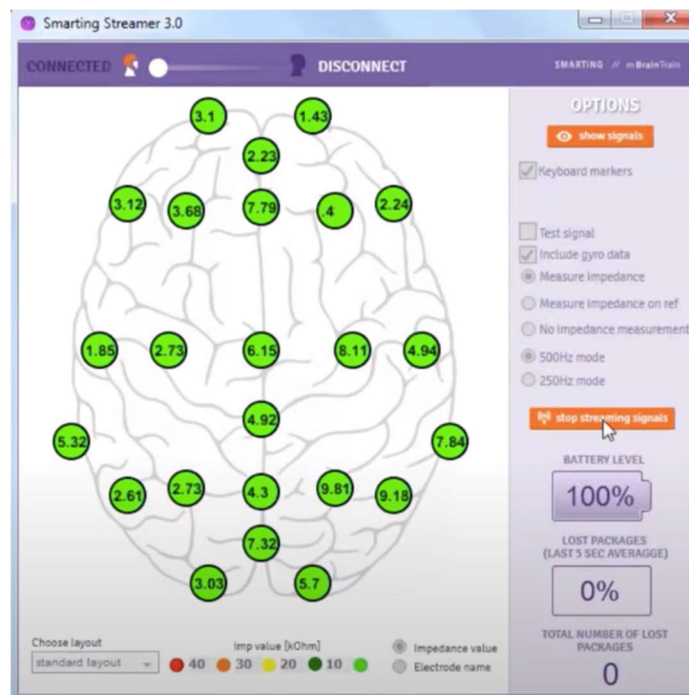 Smarting Streamer 3.0
CONNECTED DISCONNECT SMARTING // mBrainTrain
OPTIONS
show signals
Keyboard markers
Test signal
Include gyro data
Measure impedance
Measure impedance on ref
No impedance measurement
500Hz mode
250Hz mode
stop streaming signals
BATTERY LEVEL
100%
LOST PACKAGES
(LAST 5 SEC AVERAGGE)
0%
TOTAL NUMBER OF LOST
PACKAGES
0
3.1 1.43
2.23
3.12 3.68 7.79 .4 2.24
1.85 2.73 6.15 8.11 4.94
4.92
5.32 7.84
2.61 2.73 4.3 9.81 9.18
7.32
3.03 5.7
Choose layout
standard layout
imp value [kOhm]
40 30 20 10
Impedance value
Electrode name